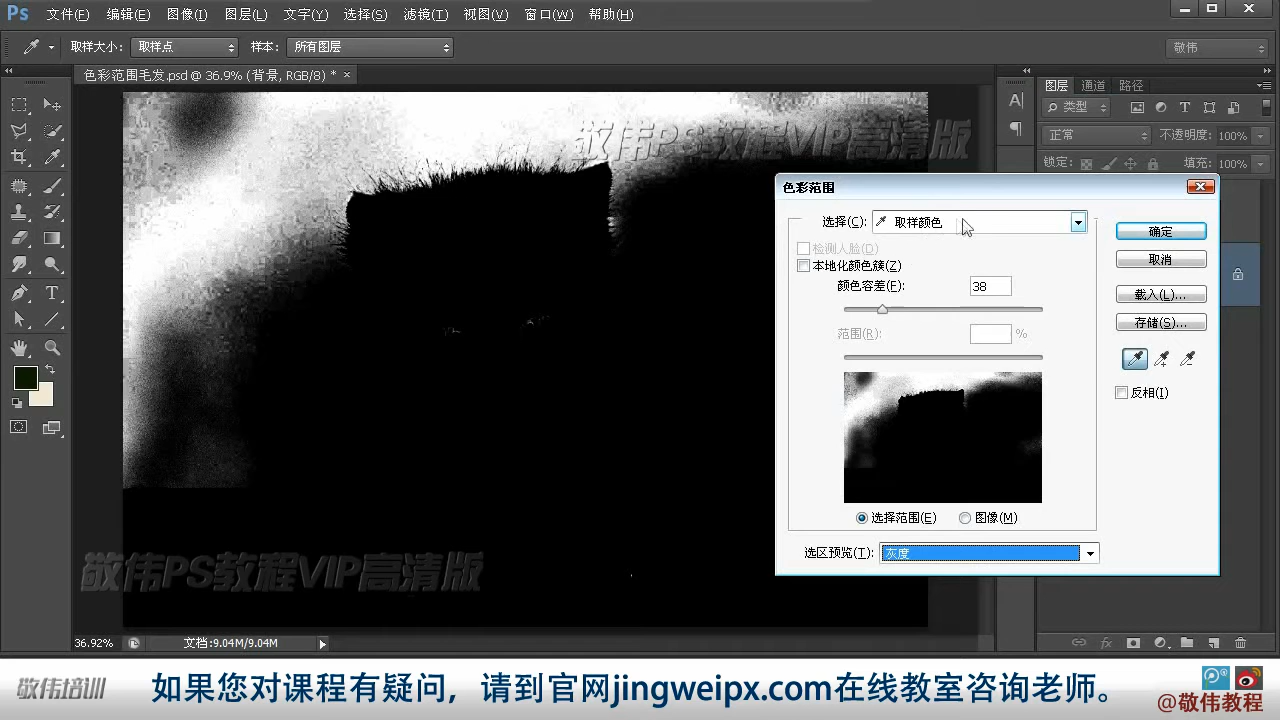 Ps 文件(F) 编辑(E) 图像(I) 图层(L) 文字(Y) 选择(S) 滤镜(T) 视图(V) 窗口(W) 帮助(H)
取样大小: 取样点 样本: 所有图层 敬伟
色彩范围毛发.psd @ 36.9% (背景, RGB/8) * ×
图层 通道 路径
类型
正常 不透明度: 100%
锁定: 填充: 100%
敬伟PS教程VIP高清版
色彩范围
选择(C): 取样颜色
检测人脸(D)
本地化颜色簇(Z)
颜色容差(F): 38
范围(R): %
选择范围(E) 图像(M)
选区预览(T): 灰度
确定
取消
载入(L)...
存储(S)...
反相(I)
敬伟PS教程VIP高清版
36.92% 文档:9.04M/9.04M
敬伟培训 如果您对课程有疑问，请到官网jingweipx.com在线教室咨询老师。
@敬伟教程